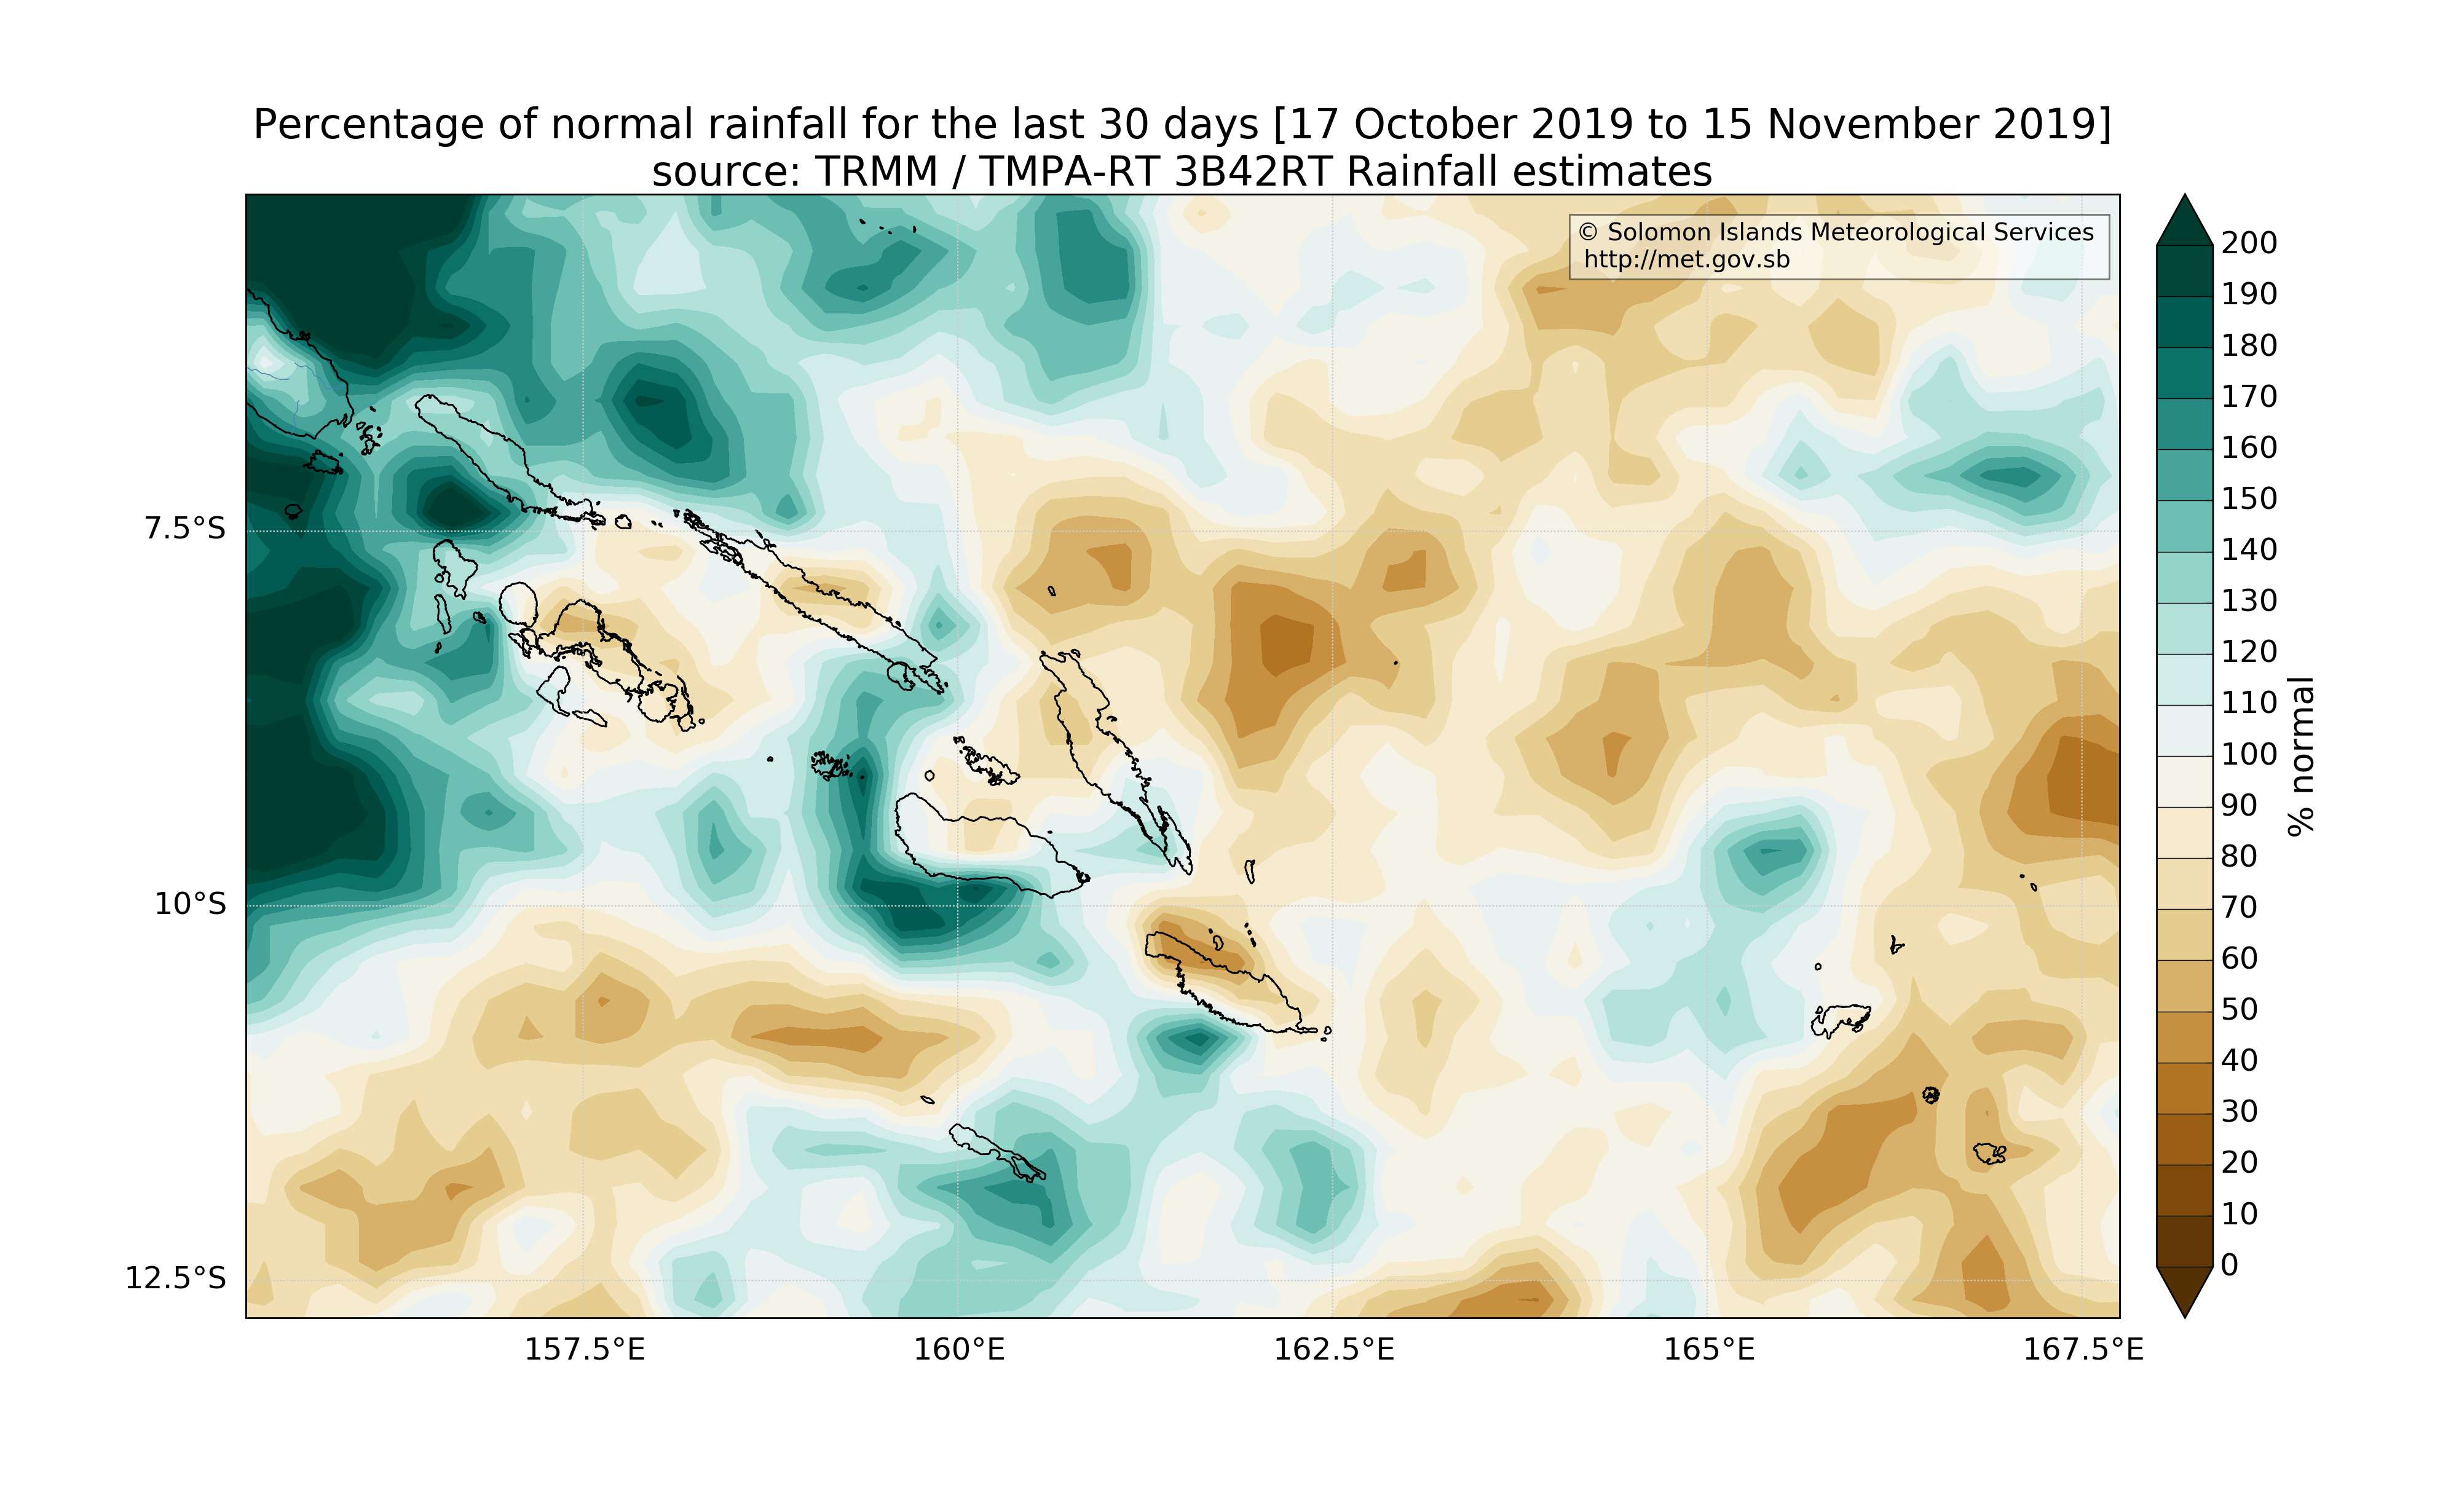 Percentage of normal rainfall for the last 30 days [17 October 2019 to 15 November 2019]
source: TRMM / TMPA-RT 3B42RT Rainfall estimates
© Solomon Islands Meteorological Services
http://met.gov.sb
7.5°S
10°S
12.5°S
157.5°E
160°E
162.5°E
165°E
167.5°E
200
190
180
170
160
150
140
130
120
110
100
90
80
70
60
50
40
30
20
10
0
% normal